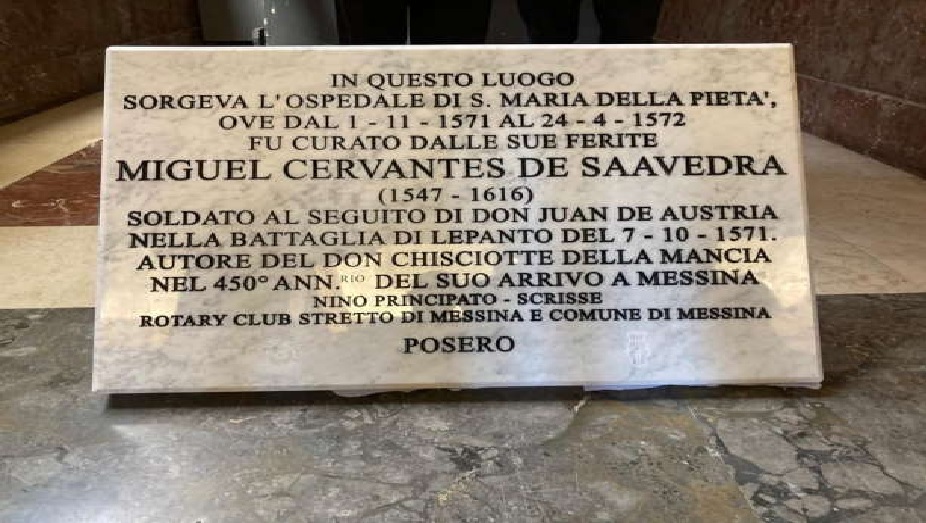 IN QUESTO LUOGO
SORGEVA L'OSPEDALE DI S. MARIA DELLA PIETA',
OVE DAL 1 - 11 - 1571 AL 24 - 4 - 1572
FU CURATO DALLE SUE FERITE
MIGUEL CERVANTES DE SAAVEDRA
(1547 - 1616)
SOLDATO AL SEGUITO DI DON JUAN DE AUSTRIA
NELLA BATTAGLIA DI LEPANTO DEL 7 - 10 - 1571.
AUTORE DEL DON CHISCIOTTE DELLA MANCIA
NEL 450° ANN.RIO DEL SUO ARRIVO A MESSINA
NINO PRINCIPATO - SCRISSE
ROTARY CLUB STRETTO DI MESSINA E COMUNE DI MESSINA
POSERO